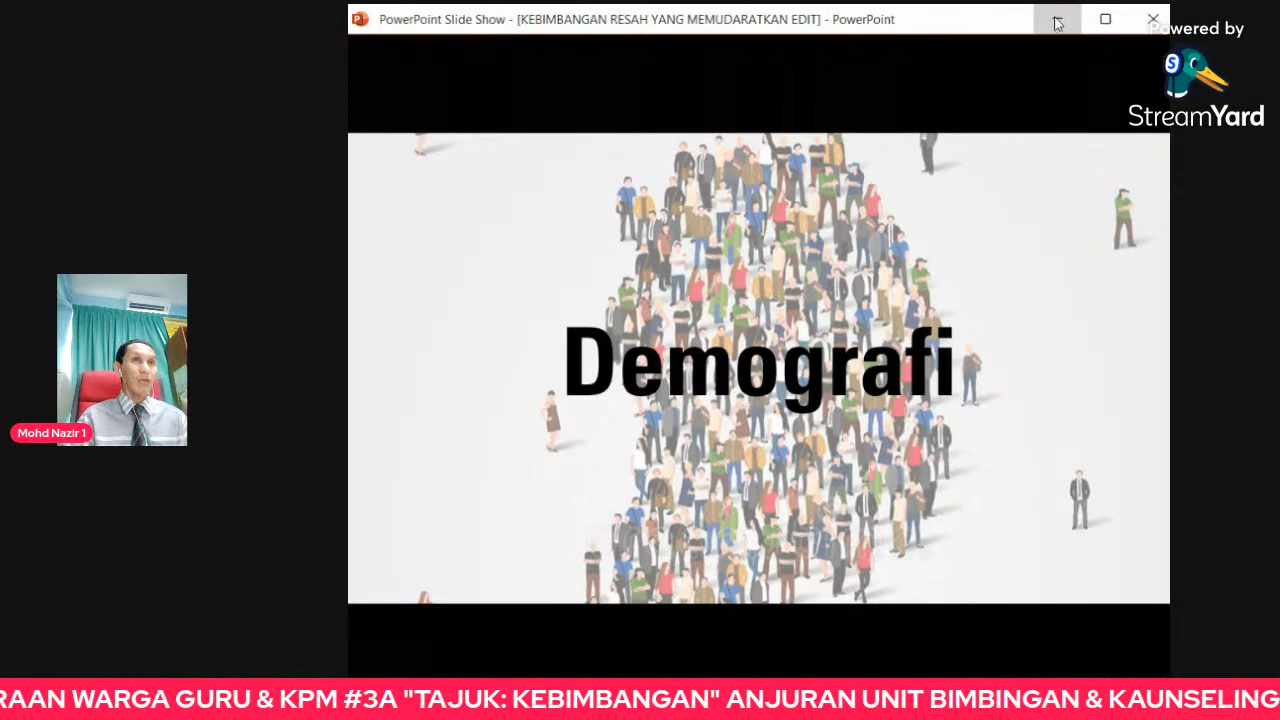 PowerPoint Slide Show - [KEBIMBANGAN RESAH YANG MEMUDARATKAN EDIT] - PowerPoint
Powered by
S
StreamYard
Demografi
Mohd Nazir 1
RAAN WARGA GURU & KPM #3A "TAJUK: KEBIMBANGAN" ANJURAN UNIT BIMBINGAN & KAUNSELING